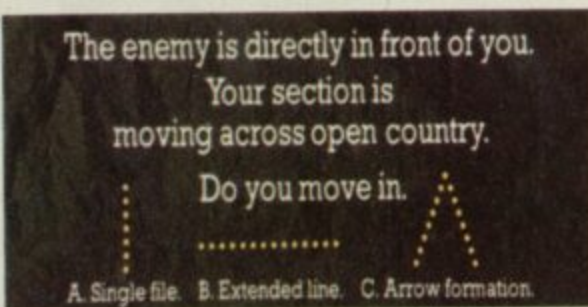 The enemy is directly in front of you.
Your section is
moving across open country.
Do you move in.
A. Single file. B. Extended line. C. Arrow formation.